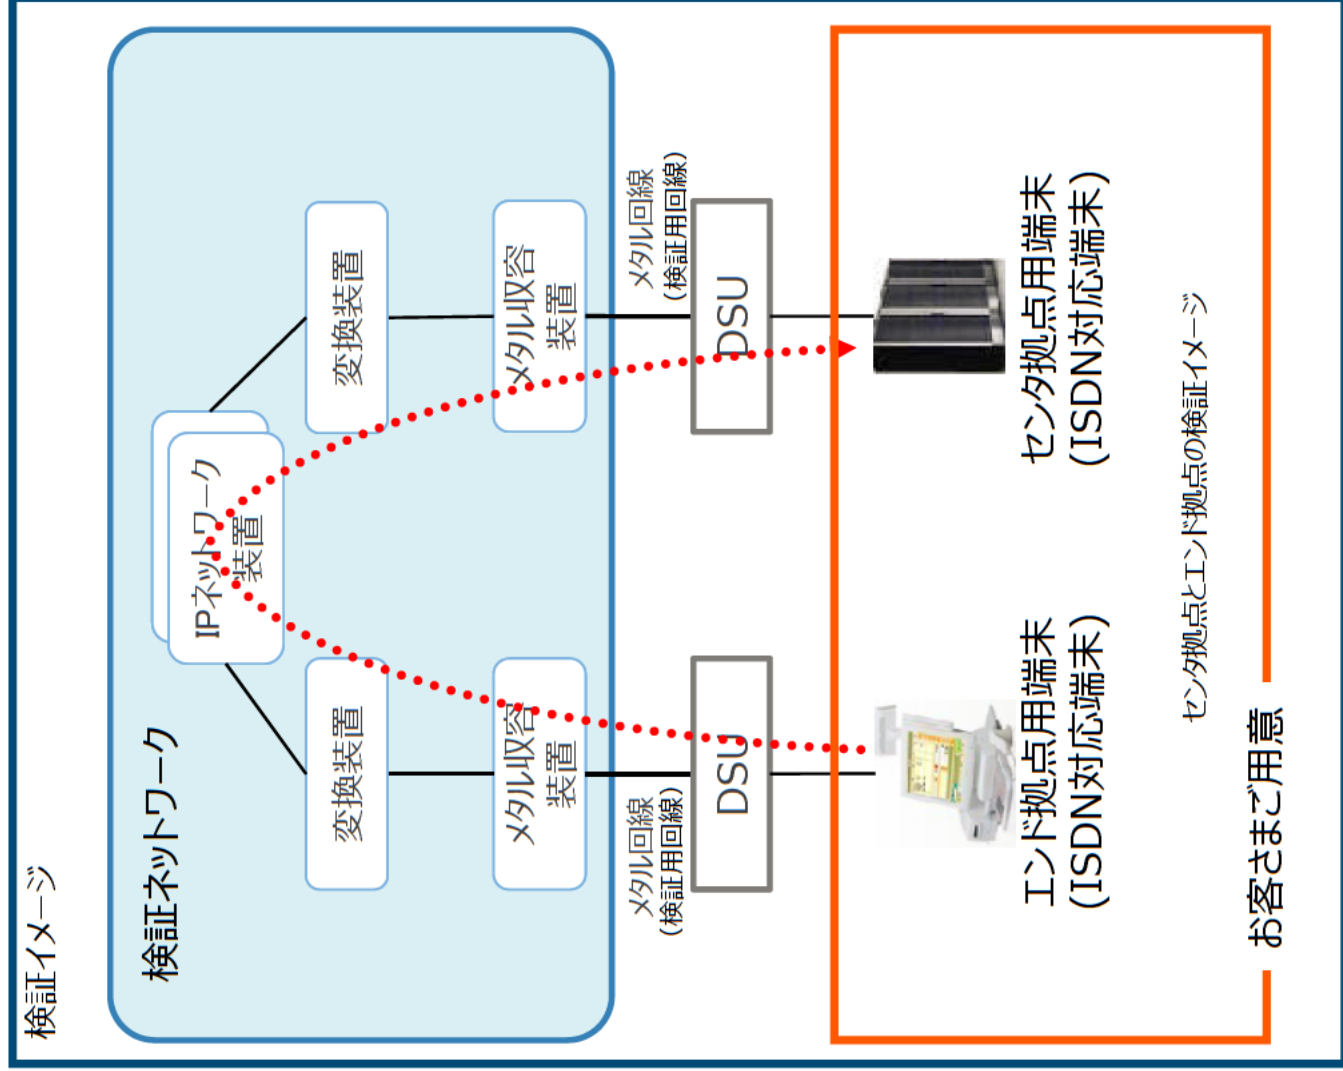 検証イメージ
検証ネットワーク
IPネットワーク
装置
変換装置
変換装置
メタル収容
装置
メタル収容
装置
メタル回線
(検証用回線)
メタル回線
(検証用回線)
DSU
DSU
エンド拠点用端末
(ISDN対応端末)
センタ拠点用端末
(ISDN対応端末)
センタ拠点とエンド拠点の検証イメージ
お客さまご用意